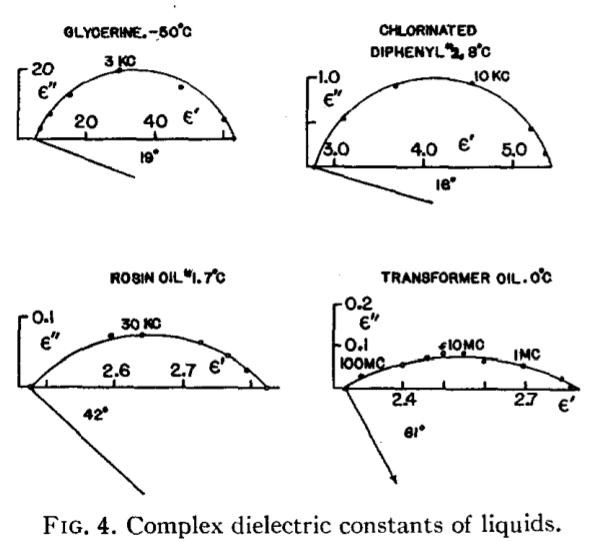 GLYCERINE.-50°C
20
ϵ″
3 KC
20
40
ϵ′
19°
CHLORINATED
DIPHENYL #2, 8°C
1.0
ϵ″
10 KC
3.0
4.0
ϵ′
5.0
16°
ROSIN OIL #1. 7°C
0.1
ϵ″
30 KC
2.6
2.7
ϵ′
42°
TRANSFORMER OIL. 0°C
0.2
ϵ″
0.1
100MC
10MC
1MC
2.4
2.7
ϵ′
61°
FIG. 4. Complex dielectric constants of liquids.